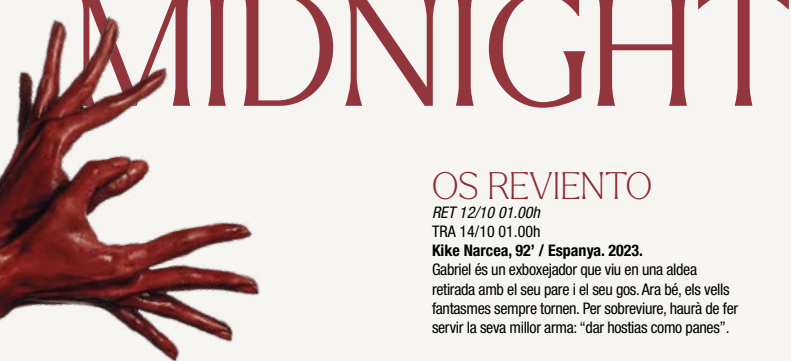 MIDNIGHT
OS REVIENTO
RET 12/10 01.00h
TRA 14/10 01.00h
Kike Narcea, 92’ / Espanya. 2023.
Gabriel és un exboxejador que viu en una aldea
retirada amb el seu pare i el seu gos. Ara bé, els vells
fantasmes sempre tornen. Per sobreviure, haurà de fer
servir la seva millor arma: “dar hostias como panes”.